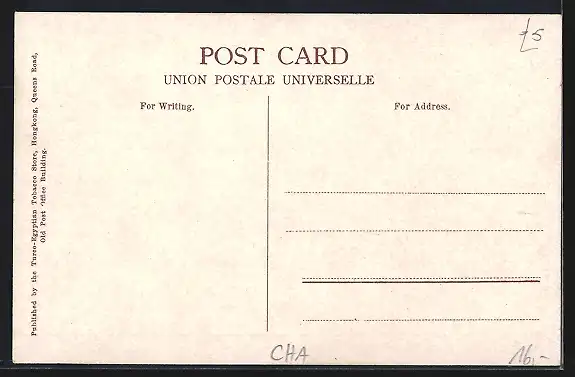 £5
POST CARD
UNION POSTALE UNIVERSELLE
For Writing.
For Address.
Published by the Turco-Egyptian Tobacco Store, Hongkong, Queens Road,
Old Post Office Building.
CHA
16,-